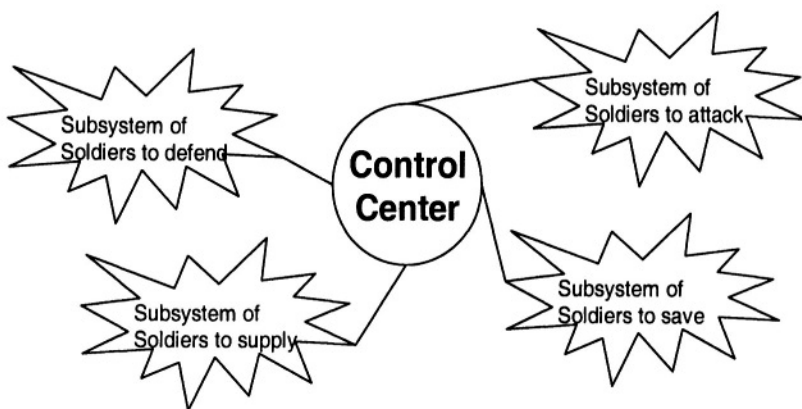 Subsystem of
Soldiers to defend
Subsystem of
Soldiers to attack
Control
Center
Subsystem of
Soldiers to supply
Subsystem of
Soldiers to save